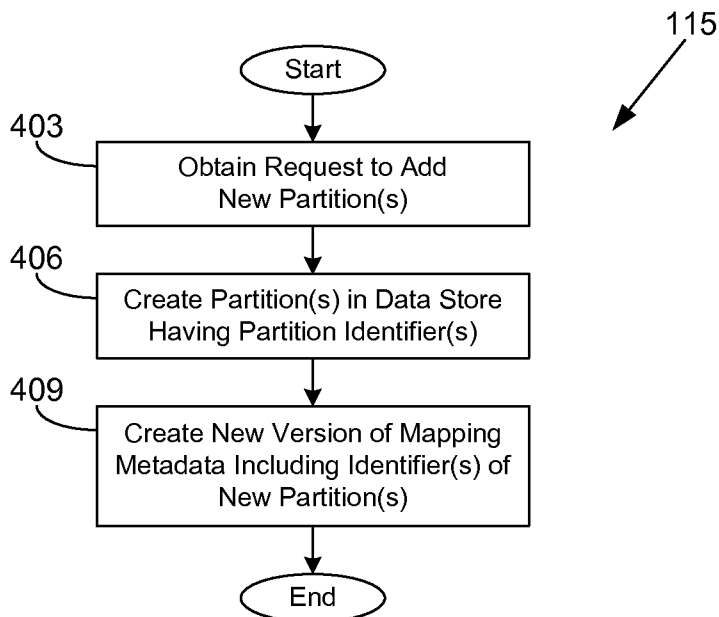 115
Start
403
Obtain Request to Add
New Partition(s)
406
Create Partition(s) in Data Store
Having Partition Identifier(s)
409
Create New Version of Mapping
Metadata Including Identifier(s) of
New Partition(s)
End